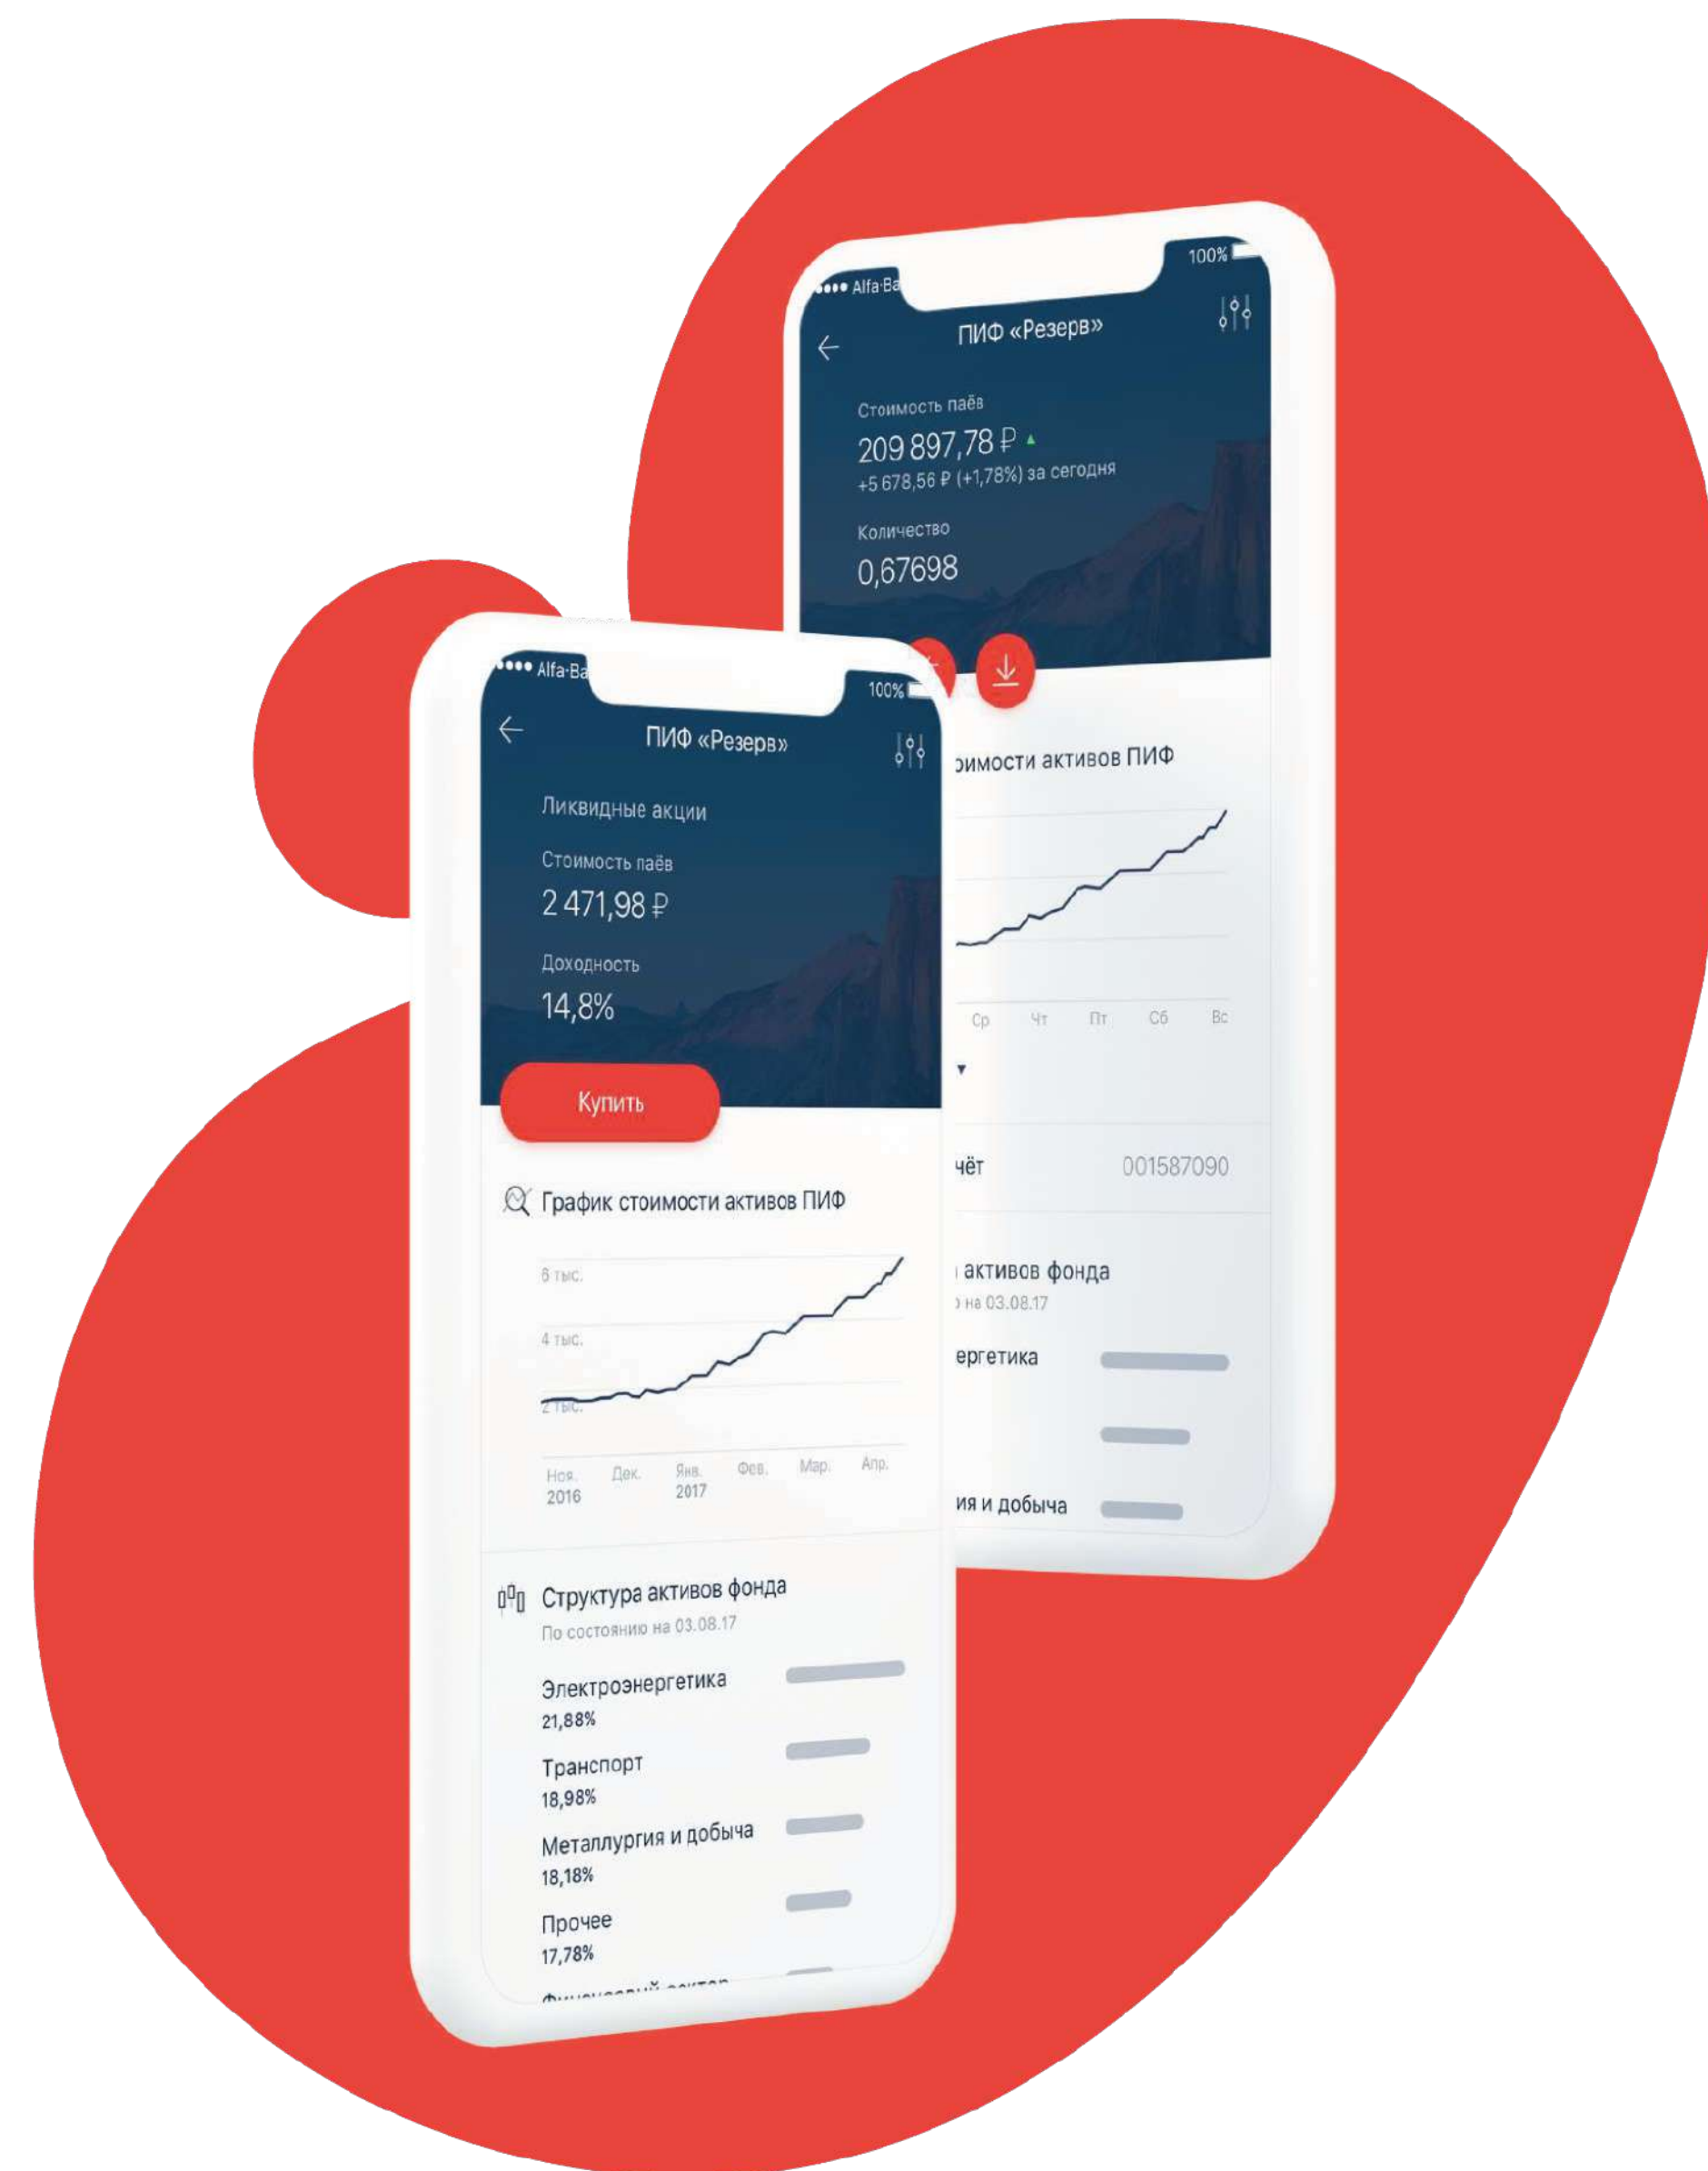 Alfa-Ba
100%
ПИФ «Резерв»
Стоимость паёв
209 897,78 ₽
+5 678,56 ₽ (+1,78%) за сегодня
Количество
0,67698
оимости активов ПИФ
Ср Чт Пт Сб Вс
чёт 001587090
активов фонда
на 03.08.17
ергетика
ия и добыча
Alfa-Ba
100%
ПИФ «Резерв»
Ликвидные акции
Стоимость паёв
2 471,98 ₽
Доходность
14,8%
Купить
График стоимости активов ПИФ
6 тыс.
4 тыс.
2 тыс.
Ноя. Дек. Янв. Фев. Мар. Апр.
2016 2017
Структура активов фонда
По состоянию на 03.08.17
Электроэнергетика
21,88%
Транспорт
18,98%
Металлургия и добыча
18,18%
Прочее
17,78%